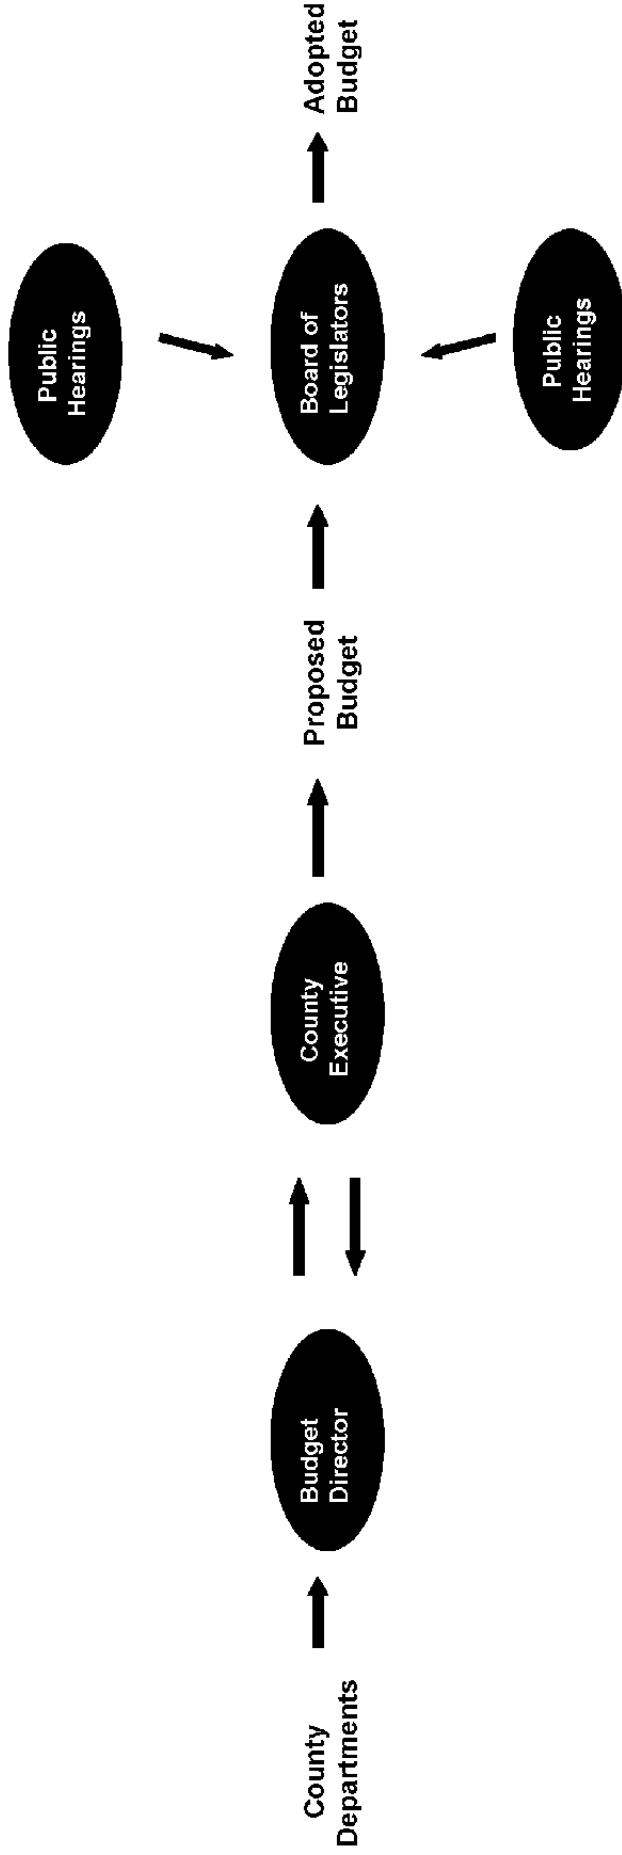 County
Departments
Budget
Director
County
Executive
Proposed
Budget
Public
Hearings
Board of
Legislators
Public
Hearings
Adopted
Budget